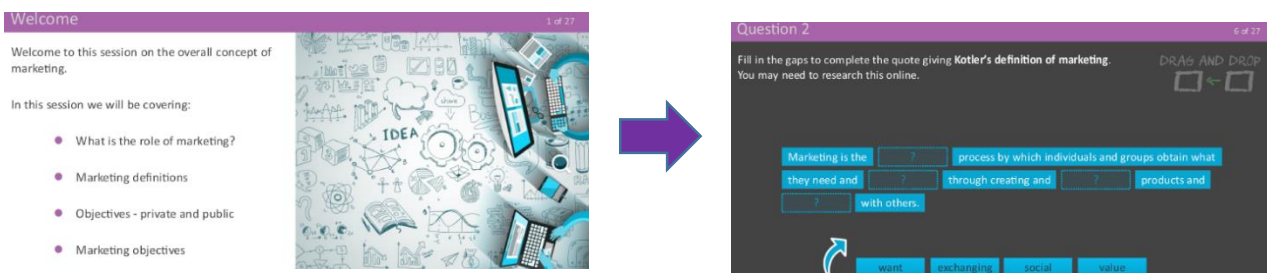 Welcome
1 of 27
Welcome to this session on the overall concept of
marketing.
In this session we will be covering:
What is the role of marketing?
Marketing definitions
Objectives - private and public
Marketing objectives
IDEA
share
Question 2
6 of 27
Fill in the gaps to complete the quote giving Kotler's definition of marketing.
You may need to research this online.
DRAG AND DROP
Marketing is the ? process by which individuals and groups obtain what
they need and ? through creating and ? products and
? with others.
want exchanging social value